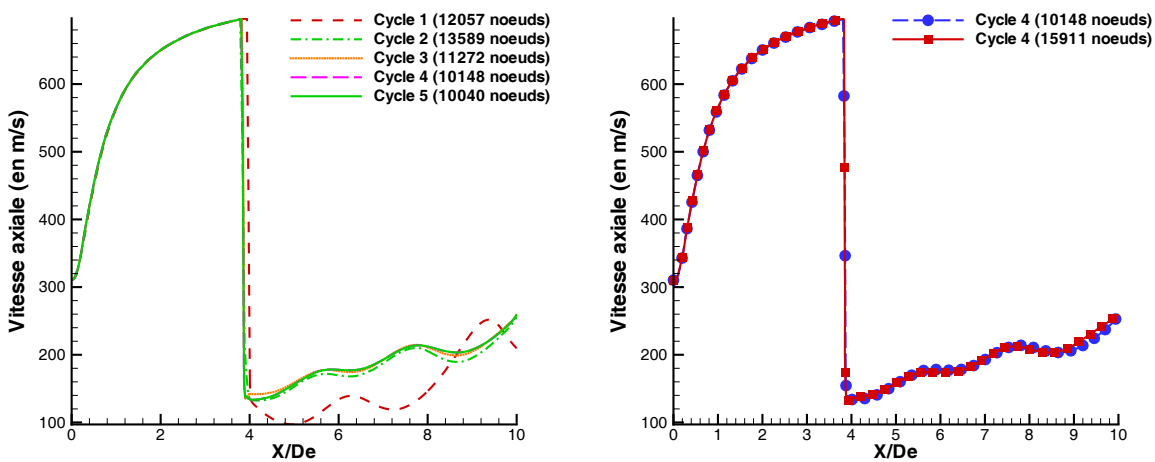 Cycle 1 (12057 noeuds)
Cycle 2 (13589 noeuds)
Cycle 3 (11272 noeuds)
Cycle 4 (10148 noeuds)
Cycle 5 (10040 noeuds)
Vitesse axiale (en m/s)
600
500
400
300
200
100
0 2 4 6 8 10
X/De
Cycle 4 (10148 noeuds)
Cycle 4 (15911 noeuds)
Vitesse axiale (en m/s)
600
500
400
300
200
100
0 1 2 3 4 5 6 7 8 9 10
X/De